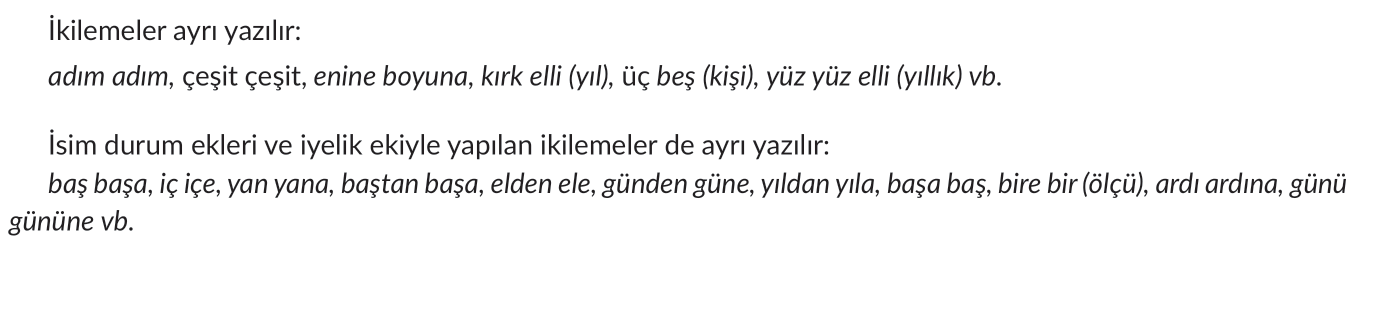 İkilemeler ayrı yazılır:
adım adım, çeşit çeşit, enine boyuna, kırk elli (yıl), üç beş (kişi), yüz yüz elli (yıllık) vb.
İsim durum ekleri ve iyelik ekiyle yapılan ikilemeler de ayrı yazılır:
baş başa, iç içe, yan yana, baştan başa, elden ele, günden güne, yıldan yıla, başa baş, bire bir (ölçü), ardı ardına, günü
gününe vb.